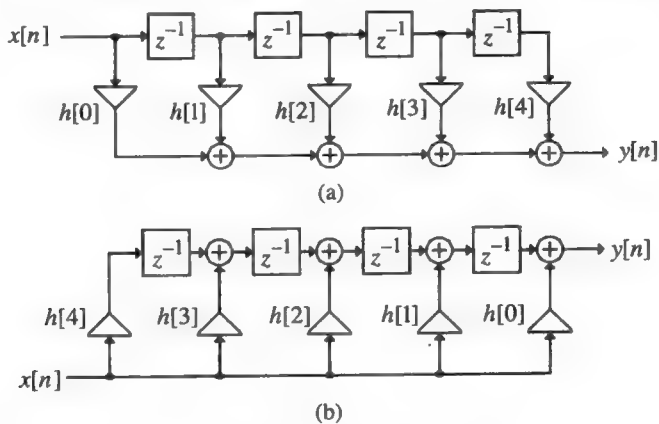 x[n] z⁻¹ z⁻¹ z⁻¹ z⁻¹
h[0] h[1] h[2] h[3] h[4]
+ + + + y[n]
(a)
z⁻¹ + z⁻¹ + z⁻¹ + z⁻¹ + y[n]
h[4] h[3] h[2] h[1] h[0]
x[n]
(b)